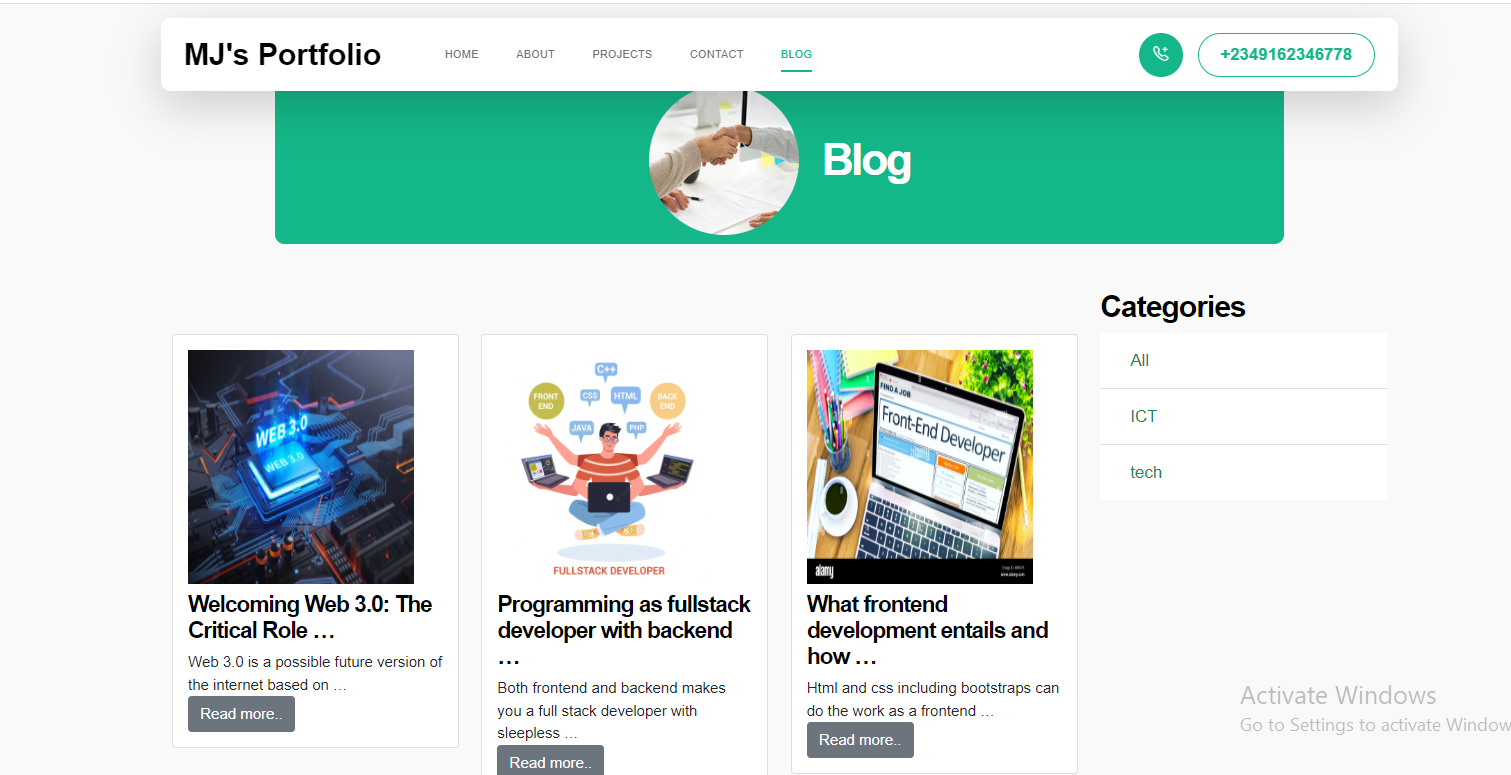 MJ's Portfolio
HOME
ABOUT
PROJECTS
CONTACT
BLOG
+2349162346778
Blog
Categories
All
ICT
tech
WEB 3.0
WEB 3.0
Welcoming Web 3.0: The
Critical Role …
Web 3.0 is a possible future version of
the internet based on …
Read more..
C++
FRONT
END
CSS
HTML
BACK
END
JAVA
PHP
FULLSTACK DEVELOPER
Programming as fullstack
developer with backend
…
Both frontend and backend makes
you a full stack developer with
sleepless …
Read more..
FIND A JOB
Front-End Developer
alamy
What frontend
development entails and
how …
Html and css including bootstraps can
do the work as a frontend …
Read more..
Activate Windows
Go to Settings to activate Window